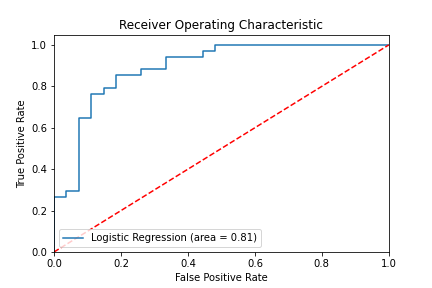 Receiver Operating Characteristic
1.0
0.8
0.6
0.4
0.2
0.0
True Positive Rate
Logistic Regression (area = 0.81)
0.0 0.2 0.4 0.6 0.8 1.0
False Positive Rate